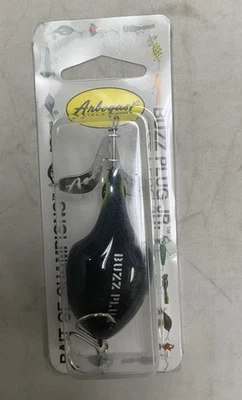 Arbogast
BUZZ PLUG JR.
BAIT OF CHAMPIONS
BUZZ PLUG